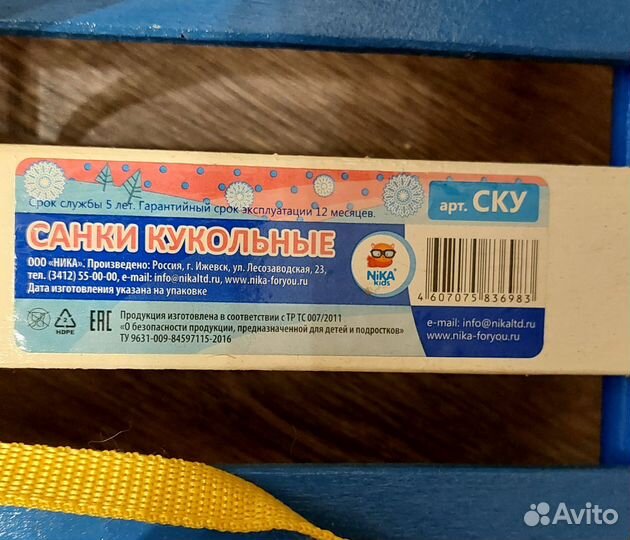 Срок службы 5 лет. Гарантийный срок эксплуатации 12 месяцев.
арт. СКУ
САНКИ КУКОЛЬНЫЕ
ООО «НИКА». Произведено: Россия, г. Ижевск, ул. Лесозаводская, 23,
тел. (3412) 55-00-00, e-mail: info@nikaltd.ru, www.nika-foryou.ru
Дата изготовления указана на упаковке
NiKA
kids
4 607075 836983
2
HDPE
EAC
Продукция изготовлена в соответствии с ТР ТС 007/2011
«О безопасности продукции, предназначенной для детей и подростков»
ТУ 9631-009-84597115-2016
e-mail: info@nikaltd.ru
www.nika-foryou.ru
Avito